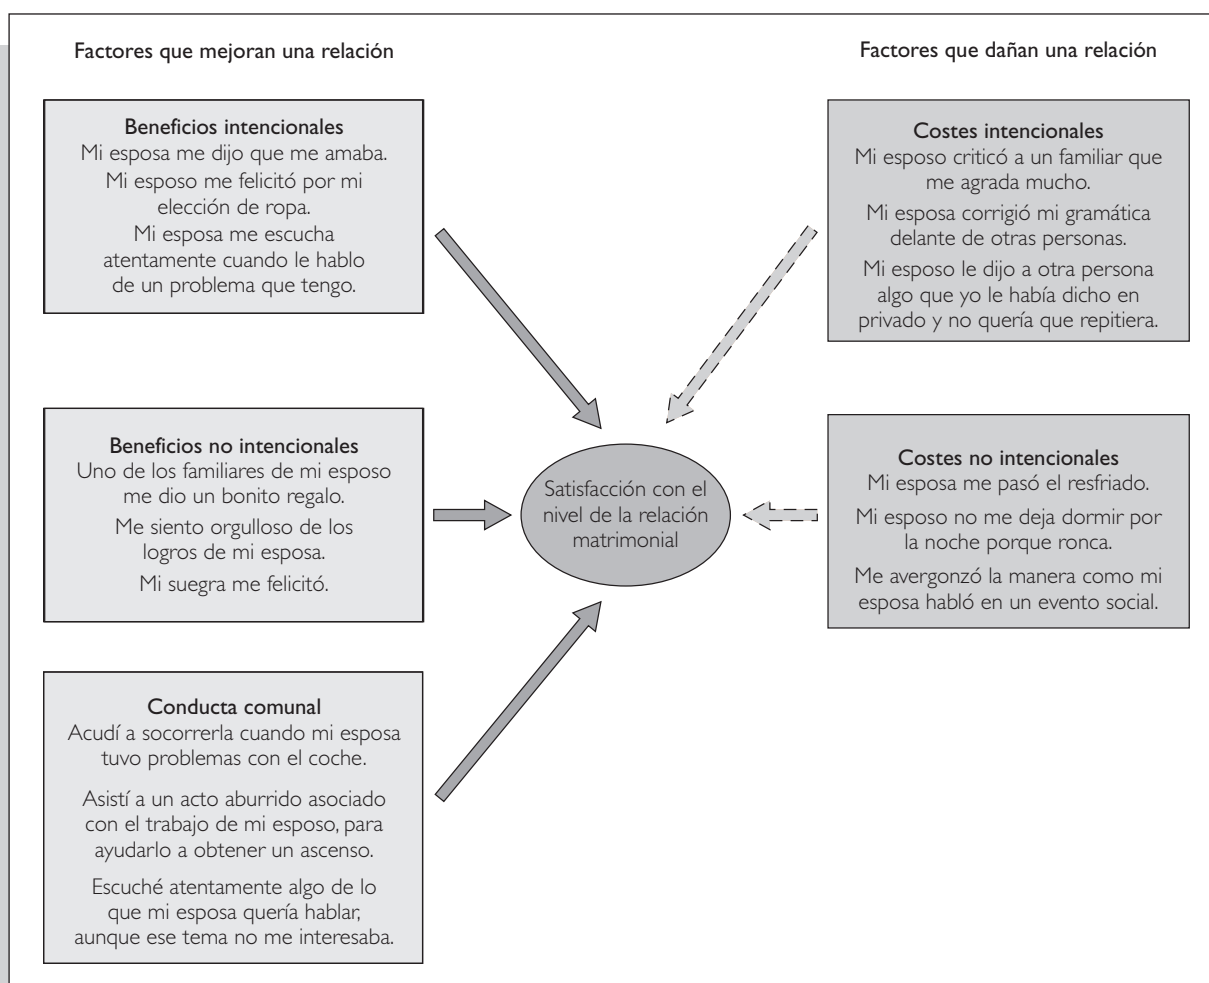 Factores que mejoran una relación
Beneficios intencionales
Mi esposa me dijo que me amaba.
Mi esposo me felicitó por mi
elección de ropa.
Mi esposa me escucha
atentamente cuando le hablo
de un problema que tengo.
Beneficios no intencionales
Uno de los familiares de mi esposo
me dio un bonito regalo.
Me siento orgulloso de los
logros de mi esposa.
Mi suegra me felicitó.
Conducta comunal
Acudí a socorrerla cuando mi esposa
tuvo problemas con el coche.
Asistí a un acto aburrido asociado
con el trabajo de mi esposo, para
ayudarlo a obtener un ascenso.
Escuché atentamente algo de lo
que mi esposa quería hablar,
aunque ese tema no me interesaba.
Satisfacción con el
nivel de la relación
matrimonial
Factores que dañan una relación
Costes intencionales
Mi esposo criticó a un familiar que
me agrada mucho.
Mi esposa corrigió mi gramática
delante de otras personas.
Mi esposo le dijo a otra persona
algo que yo le había dicho en
privado y no quería que repitiera.
Costes no intencionales
Mi esposa me pasó el resfriado.
Mi esposo no me deja dormir por
la noche porque ronca.
Me avergonzó la manera como mi
esposa habló en un evento social.